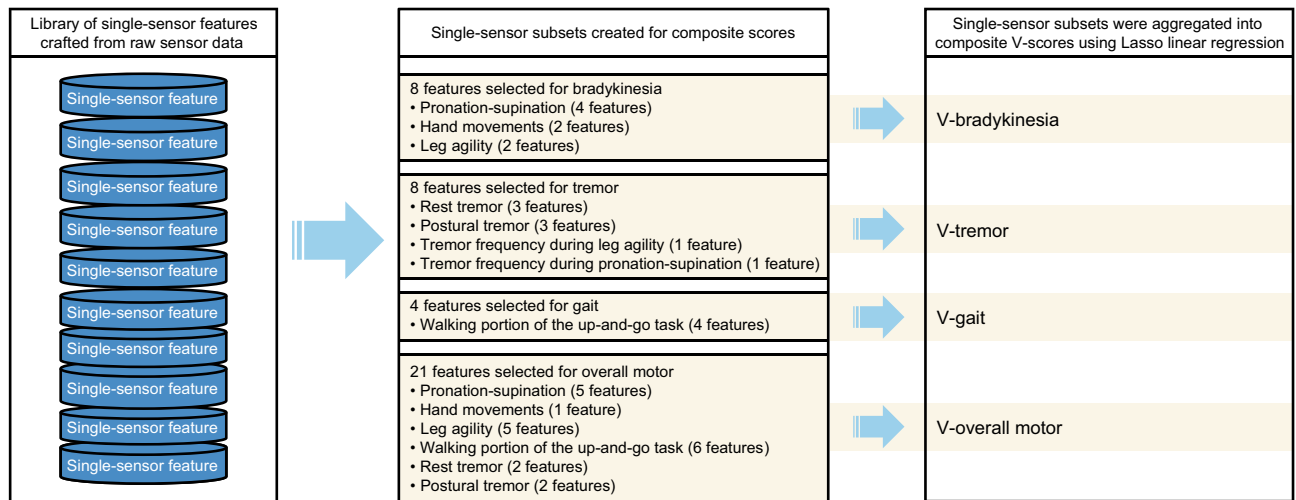 Library of single-sensor features
crafted from raw sensor data
Single-sensor feature
Single-sensor feature
Single-sensor feature
Single-sensor feature
Single-sensor feature
Single-sensor feature
Single-sensor feature
Single-sensor feature
Single-sensor feature
Single-sensor feature
Single-sensor subsets created for composite scores
8 features selected for bradykinesia
• Pronation-supination (4 features)
• Hand movements (2 features)
• Leg agility (2 features)
8 features selected for tremor
• Rest tremor (3 features)
• Postural tremor (3 features)
• Tremor frequency during leg agility (1 feature)
• Tremor frequency during pronation-supination (1 feature)
4 features selected for gait
• Walking portion of the up-and-go task (4 features)
21 features selected for overall motor
• Pronation-supination (5 features)
• Hand movements (1 feature)
• Leg agility (5 features)
• Walking portion of the up-and-go task (6 features)
• Rest tremor (2 features)
• Postural tremor (2 features)
Single-sensor subsets were aggregated into
composite V-scores using Lasso linear regression
V-bradykinesia
V-tremor
V-gait
V-overall motor